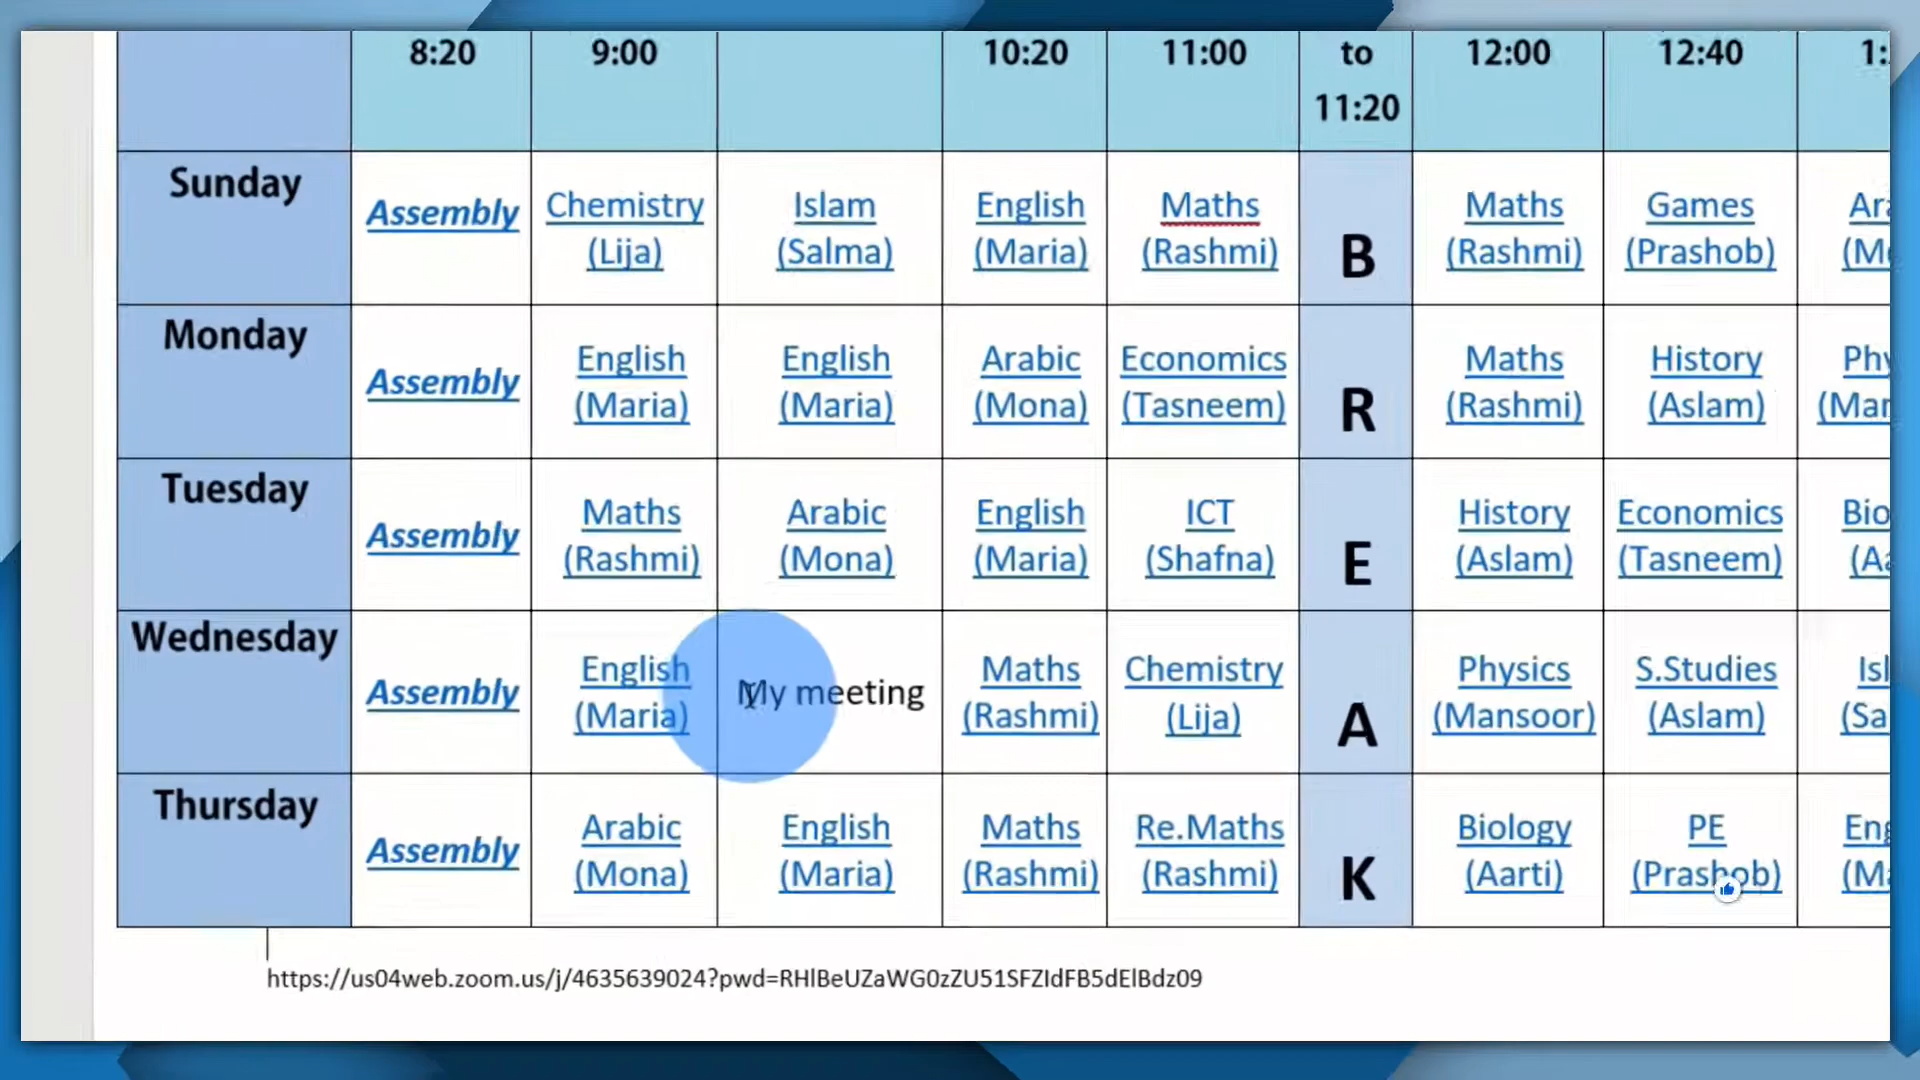 8:20 9:00 10:20 11:00 to 12:00 12:40 1:
11:20
Sunday
Assembly
Chemistry
(Lija)
Islam
(Salma)
English
(Maria)
Maths
(Rashmi)
B
Maths
(Rashmi)
Games
(Prashob)
Monday
Assembly
English
(Maria)
English
(Maria)
Arabic
(Mona)
Economics
(Tasneem)
R
Maths
(Rashmi)
History
(Aslam)
Tuesday
Assembly
Maths
(Rashmi)
Arabic
(Mona)
English
(Maria)
ICT
(Shafna)
E
History
(Aslam)
Economics
(Tasneem)
Bio
Wednesday
Assembly
English
(Maria)
My meeting
Maths
(Rashmi)
Chemistry
(Lija)
A
Physics
(Mansoor)
S.Studies
(Aslam)
Thursday
Assembly
Arabic
(Mona)
English
(Maria)
Maths
(Rashmi)
Re.Maths
(Rashmi)
K
Biology
(Aarti)
PE
(Prashob)
Eng
https://us04web.zoom.us/j/4635639024?pwd=RHlBeUZaWG0zZU51SFZIdFB5dElBdz09